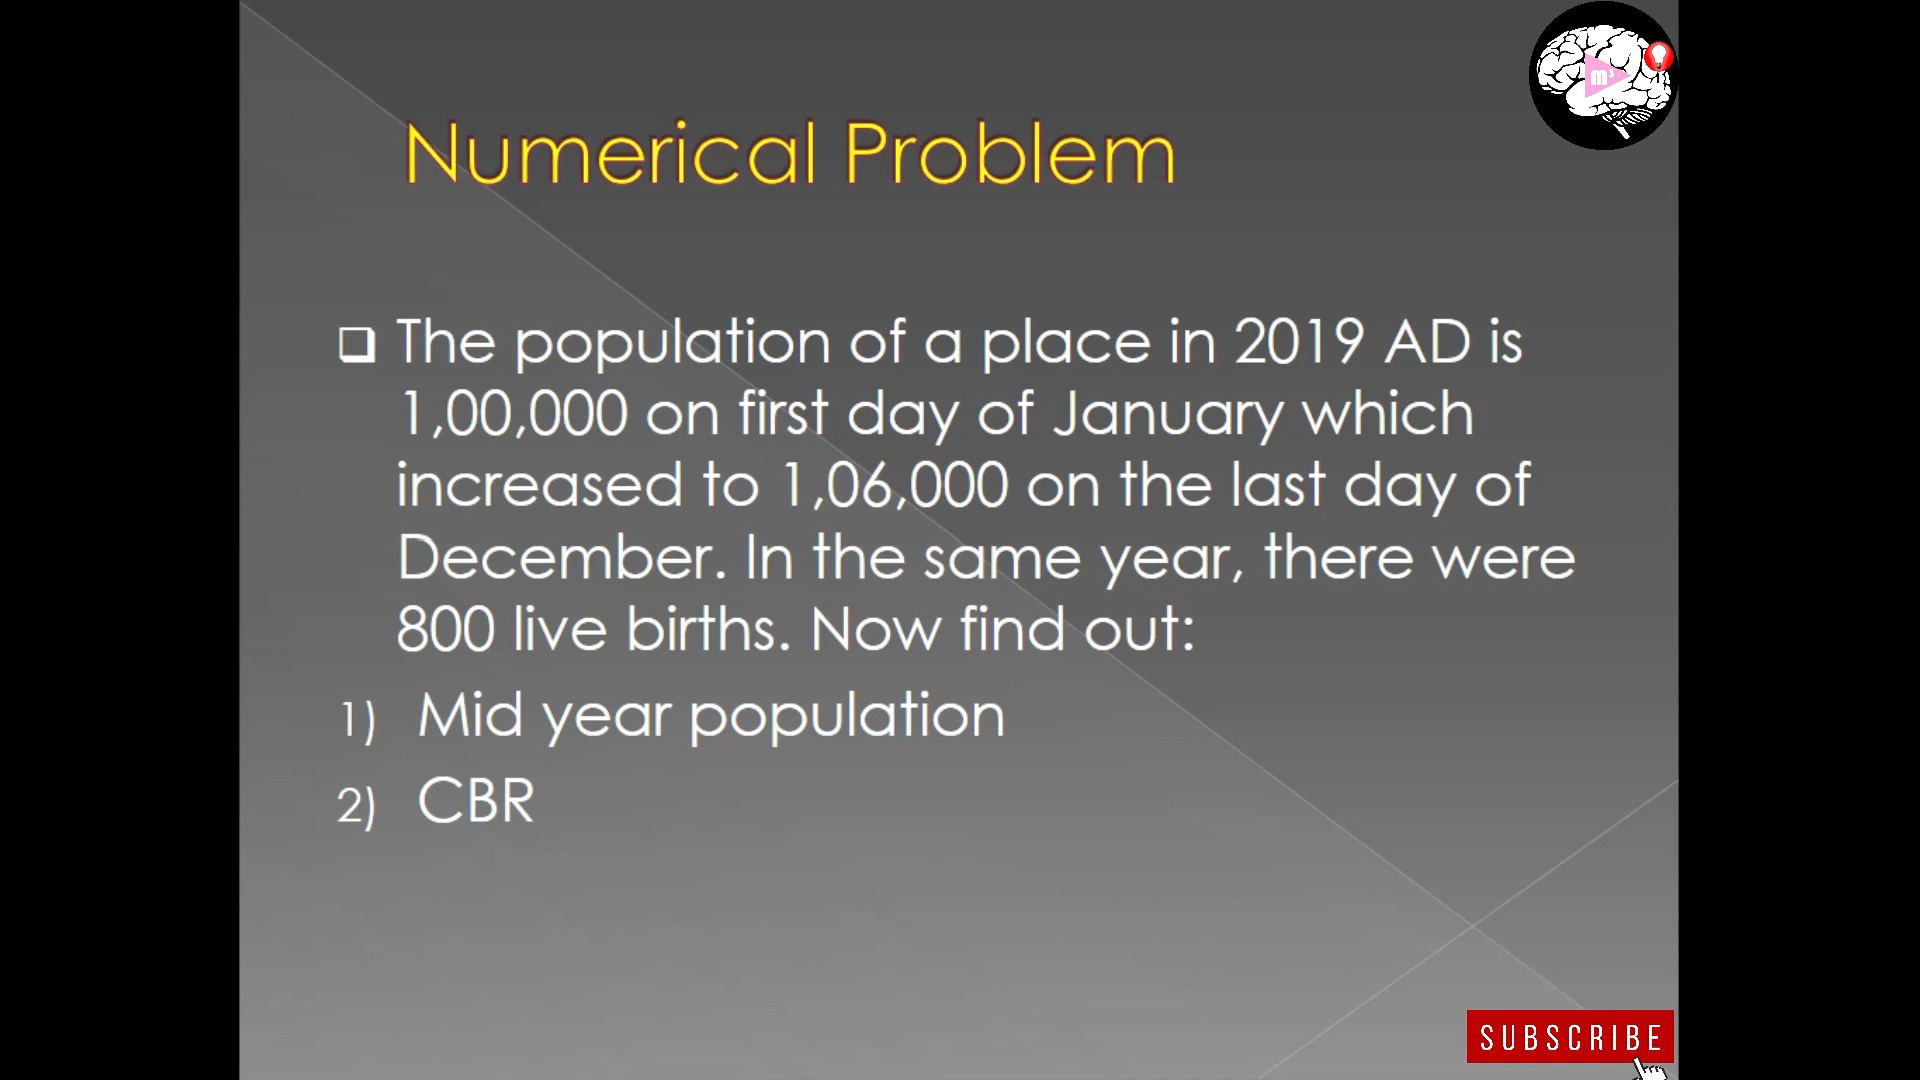 m³
Numerical Problem
The population of a place in 2019 AD is
1,00,000 on first day of January which
increased to 1,06,000 on the last day of
December. In the same year, there were
800 live births. Now find out:
1) Mid year population
2) CBR
SUBSCRIBE